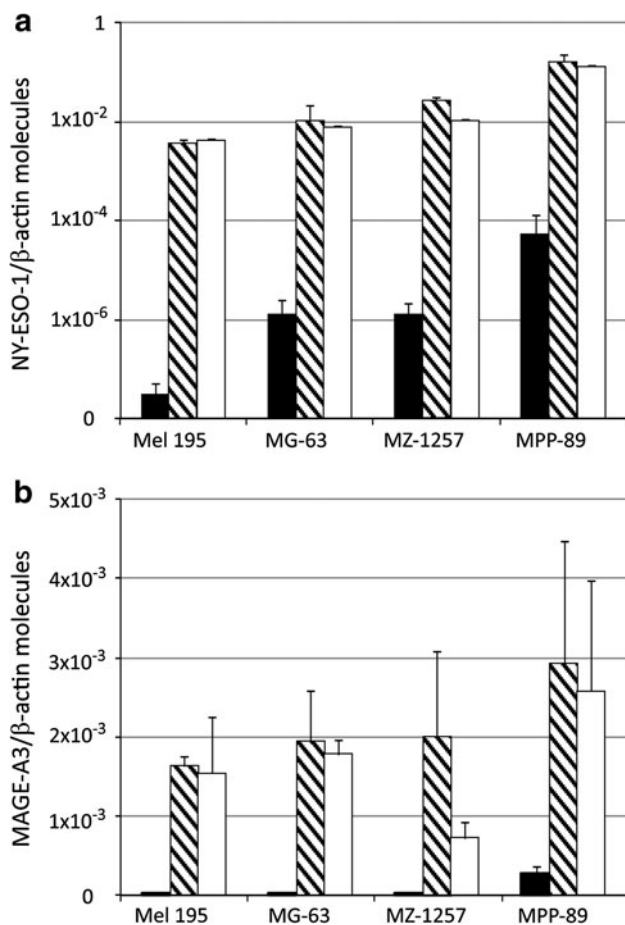 a
NY-ESO-1/β-actin molecules
1
1x10⁻²
1x10⁻⁴
1x10⁻⁶
0
Mel 195 MG-63 MZ-1257 MPP-89
b
MAGE-A3/β-actin molecules
5x10⁻³
4x10⁻³
3x10⁻³
2x10⁻³
1x10⁻³
0
Mel 195 MG-63 MZ-1257 MPP-89